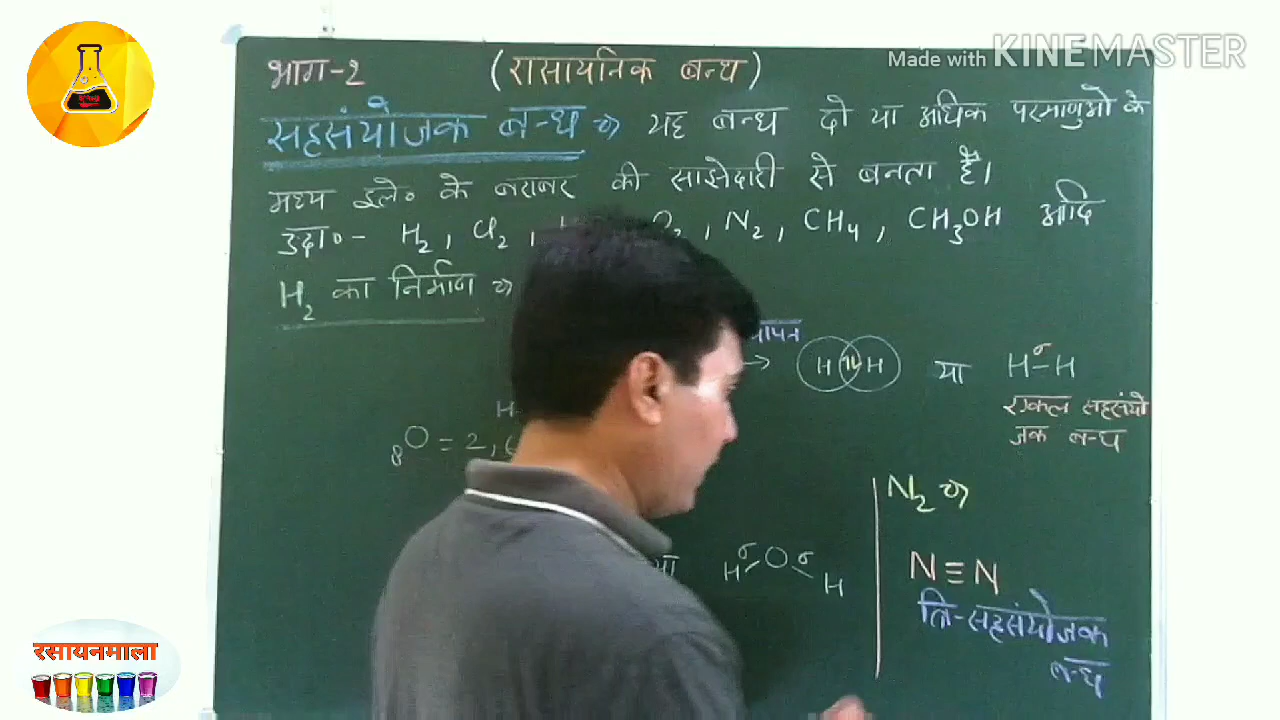 Made with KINEMASTER
भाग-2 (रासायनिक बन्ध)
सहसंयोजक बन्ध ⇒ यह बन्ध दो या अधिक परमाणुओ के
मध्य इले० के बराबर की साझेदारी से बनता है।
उदा०- H₂, Cl₂, N₂, CH₄, CH₃OH आदि
H₂ का निर्माण ⇒
→ H H या H σ– H
एकल सहसंयो
जक बन्ध
H
₈O = 2,
N₂ ⇒
या H σ O σ H
N≡N
त्रि-सहसंयोजक
बन्ध
रसायनमाला